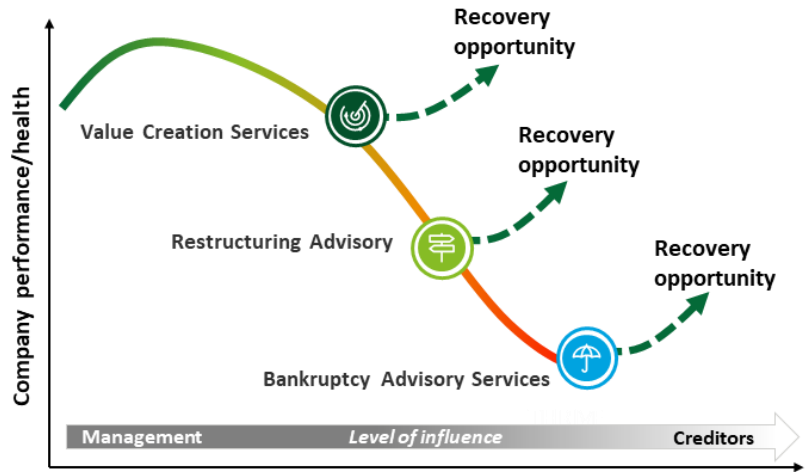 Recovery
opportunity
Value Creation Services
Recovery
opportunity
Restructuring Advisory
Recovery
opportunity
Bankruptcy Advisory Services
Company performance/health
Management
Level of influence
Creditors